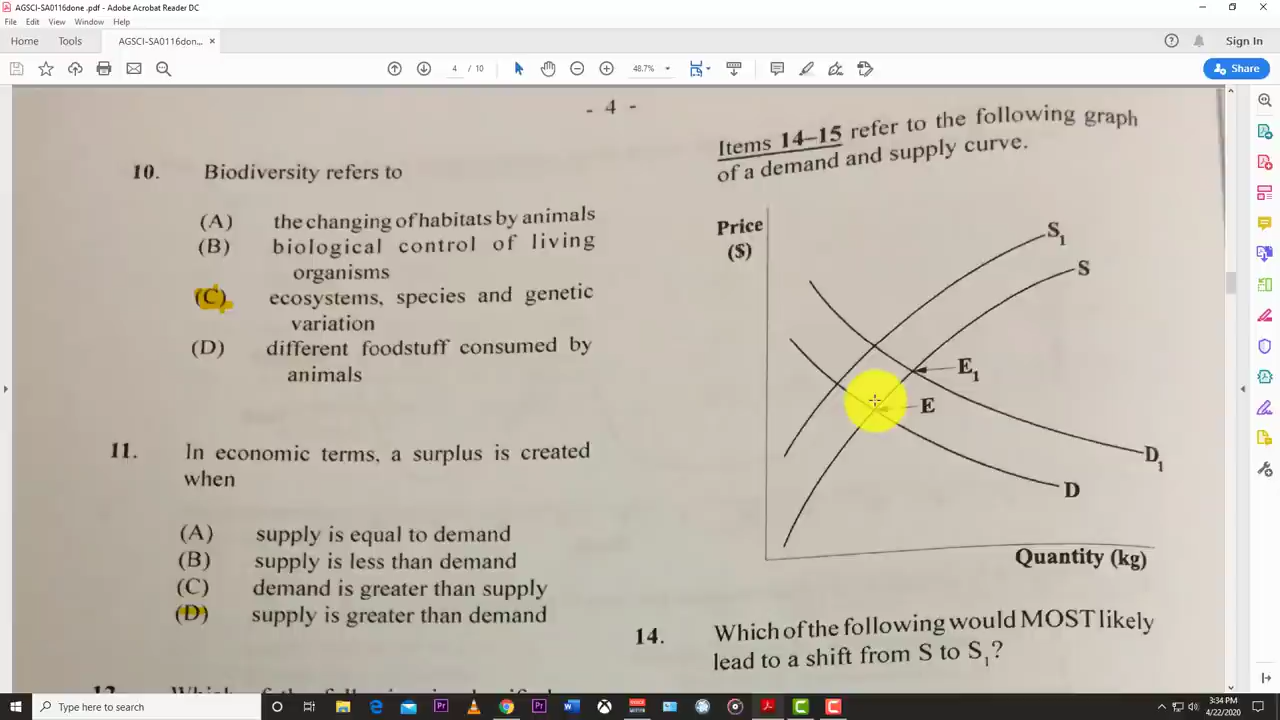 AGSCI-SA0116done .pdf - Adobe Acrobat Reader DC
File Edit View Window Help
Home Tools AGSCI-SA0116don... × Sign In
4 / 10 48.7% Share
- 4 -
10. Biodiversity refers to
(A) the changing of habitats by animals
(B) biological control of living
organisms
(C) ecosystems, species and genetic
variation
(D) different foodstuff consumed by
animals
11. In economic terms, a surplus is created
when
(A) supply is equal to demand
(B) supply is less than demand
(C) demand is greater than supply
(D) supply is greater than demand
Items 14–15 refer to the following graph
of a demand and supply curve.
Price
($)
S1
S
E1
E
D1
D
Quantity (kg)
14. Which of the following would MOST likely
lead to a shift from S to S1?
Type here to search
3:34 PM
4/22/2020